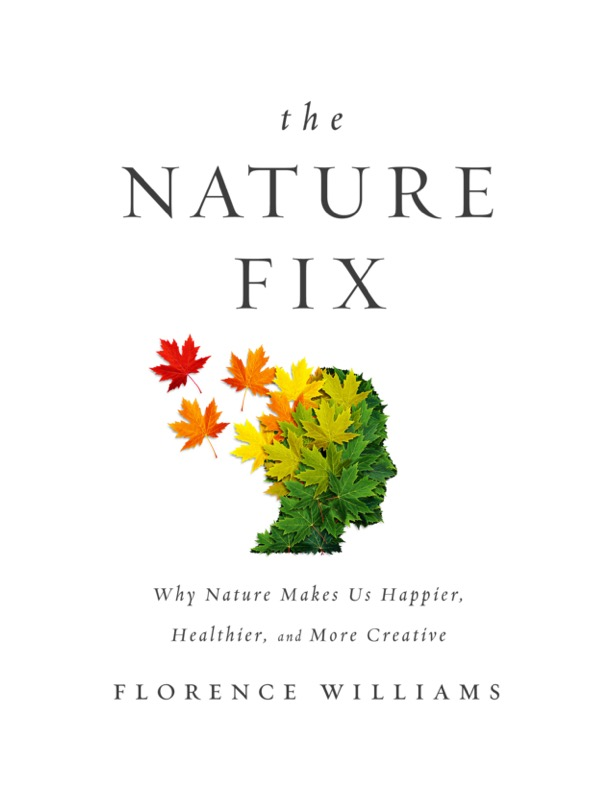 the
NATURE
FIX
Why Nature Makes Us Happier,
Healthier, and More Creative
FLORENCE WILLIAMS